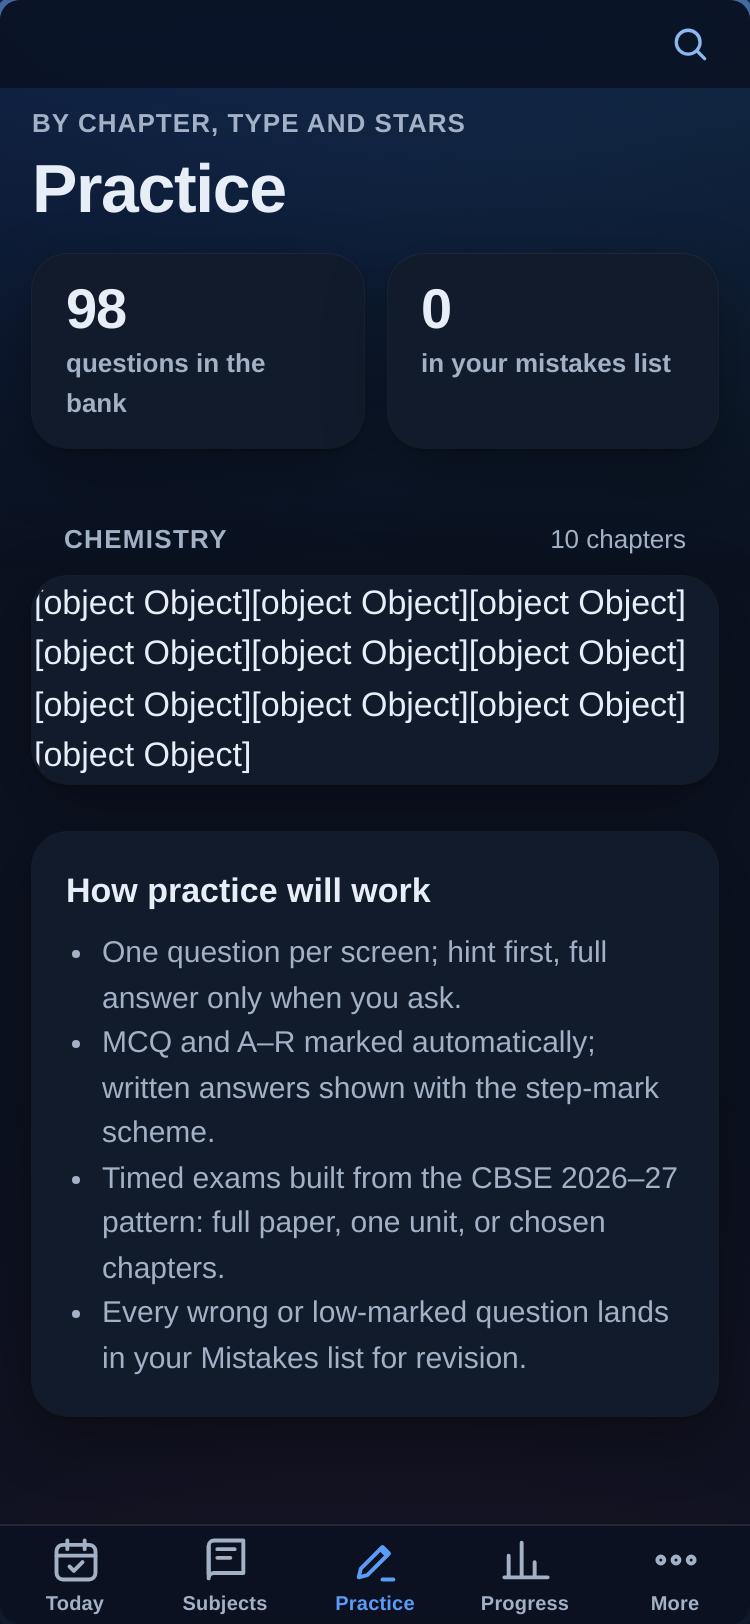 BY CHAPTER, TYPE AND STARS
Practice
98
questions in the
bank
0
in your mistakes list
CHEMISTRY
10 chapters
[object Object][object Object][object Object]
[object Object][object Object][object Object]
[object Object][object Object][object Object]
[object Object]
How practice will work
• One question per screen; hint first, full
answer only when you ask.
• MCQ and A–R marked automatically;
written answers shown with the step-mark
scheme.
• Timed exams built from the CBSE 2026–27
pattern: full paper, one unit, or chosen
chapters.
• Every wrong or low-marked question lands
in your Mistakes list for revision.
Today
Subjects
Practice
Progress
More